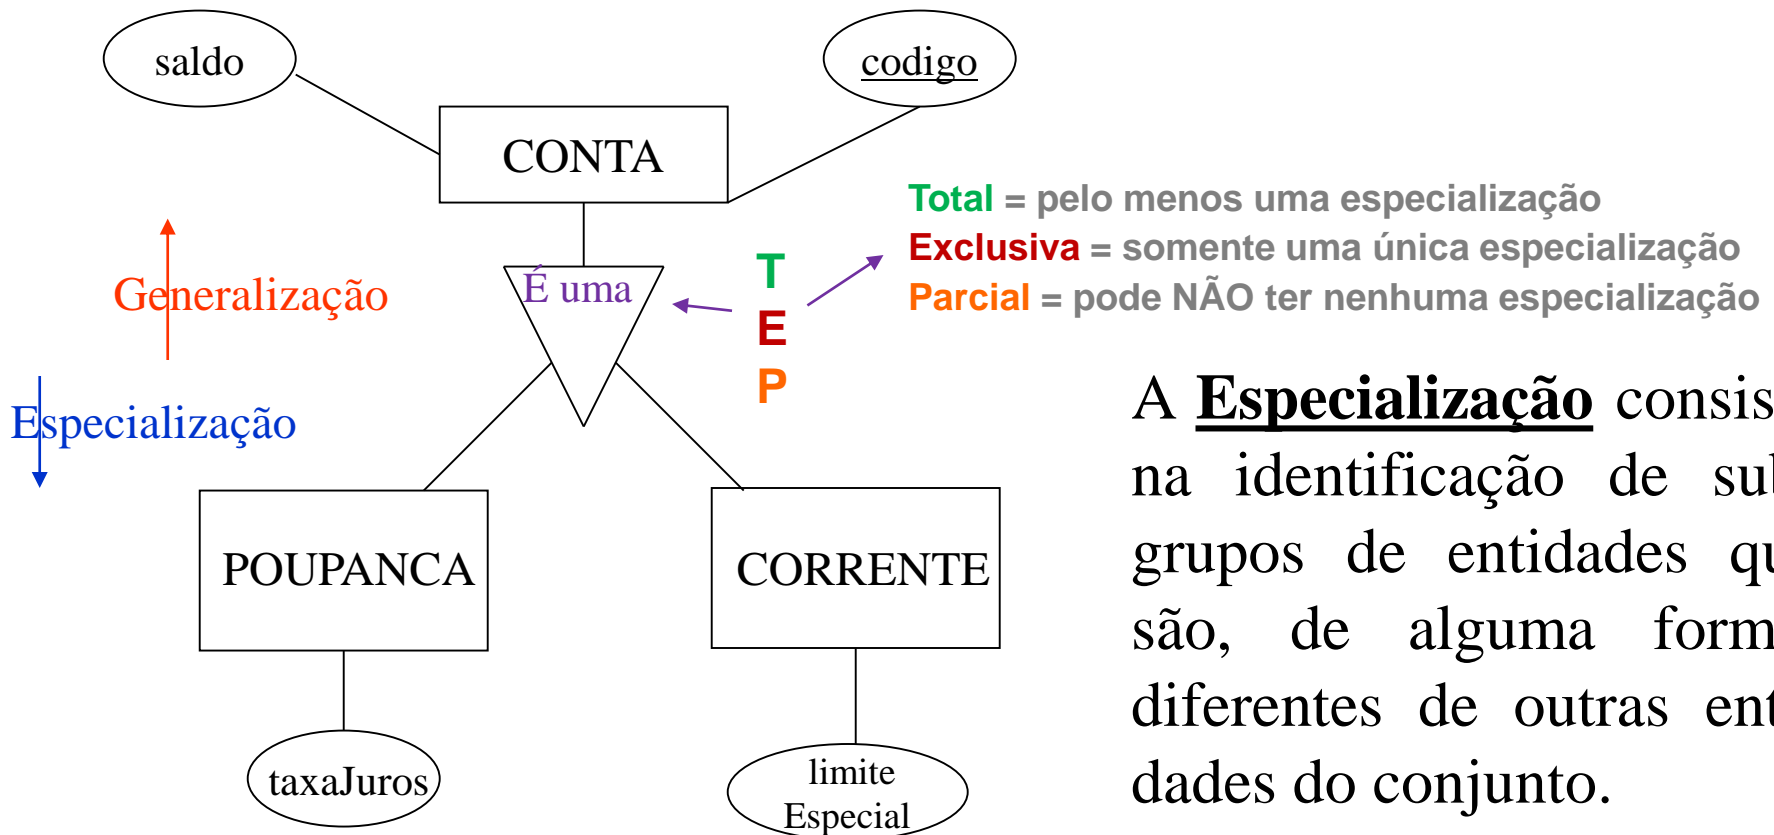 saldo
codigo
CONTA
Total = pelo menos uma especialização
Exclusiva = somente uma única especialização
Parcial = pode NÃO ter nenhuma especialização
T
E
P
É uma
Generalização
Especialização
A Especialização consis
na identificação de sub
grupos de entidades qu
são, de alguma form
diferentes de outras ent
dades do conjunto.
POUPANCA
CORRENTE
taxaJuros
limite
Especial